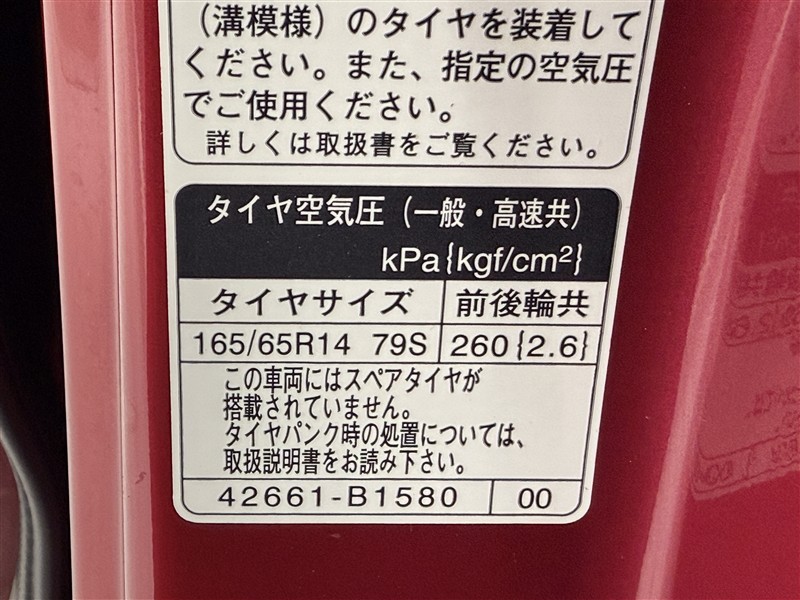 （溝模様）のタイヤを装着して
ください。また、指定の空気圧
でご使用ください。
詳しくは取扱書をご覧ください。
タイヤ空気圧（一般・高速共）
kPa{kgf/cm²}
タイヤサイズ 前後輪共
165/65R14 79S 260{2.6}
この車両にはスペアタイヤが
搭載されていません。
タイヤパンク時の処置については、
取扱説明書をお読み下さい。
42661-B1580 00